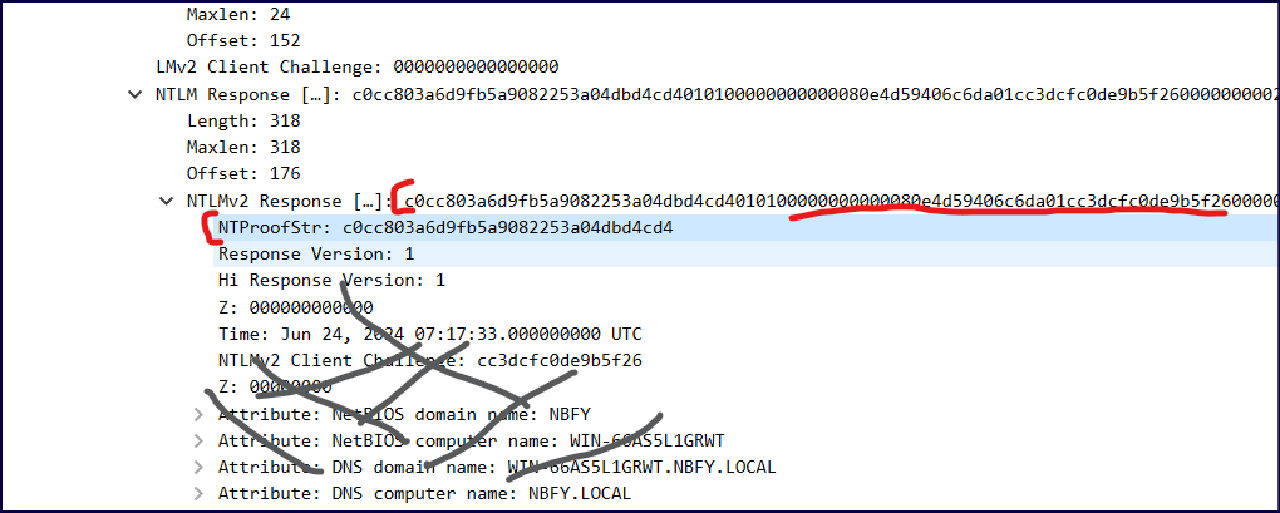 Maxlen: 24
Offset: 152
LMv2 Client Challenge: 0000000000000000
NTLM Response […]: c0cc803a6d9fb5a9082253a04dbd4cd40101000000000000080e4d59406c6da01cc3dcfc0de9b5f260000000002
Length: 318
Maxlen: 318
Offset: 176
NTLMv2 Response […]: c0cc803a6d9fb5a9082253a04dbd4cd4010100000000000080e4d59406c6da01cc3dcfc0de9b5f2600000
NTProofStr: c0cc803a6d9fb5a9082253a04dbd4cd4
Response Version: 1
Hi Response Version: 1
Z: 000000000000
Time: Jun 24, 2024 07:17:33.000000000 UTC
NTLMv2 Client Challenge: cc3dcfc0de9b5f26
Z: 00000000
Attribute: NetBIOS domain name: NBFY
Attribute: NetBIOS computer name: WIN-66AS5L1GRWT
Attribute: DNS domain name: WIN-66AS5L1GRWT.NBFY.LOCAL
Attribute: DNS computer name: NBFY.LOCAL